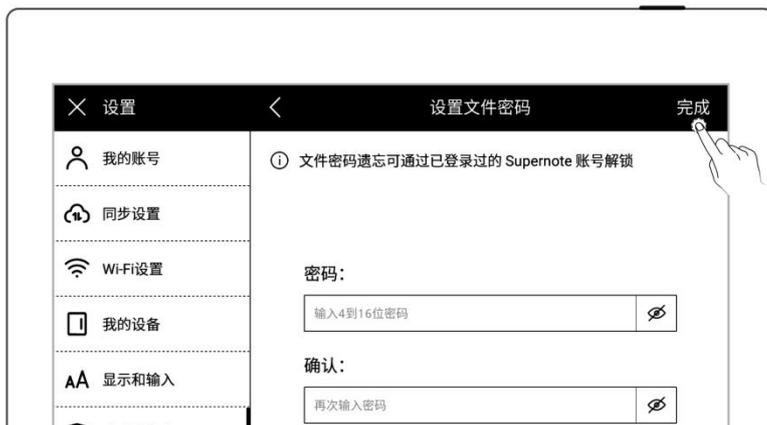 设置
设置文件密码
完成
我的账号
文件密码遗忘可通过已登录过的 Supernote 账号解锁
同步设置
Wi-Fi设置
密码：
输入4到16位密码
我的设备
确认：
显示和输入
再次输入密码